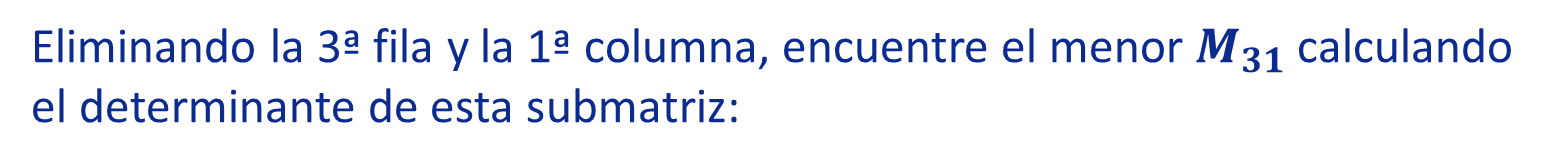 Eliminando la 3ª fila y la 1ª columna, encuentre el menor M₃₁ calculando
el determinante de esta submatriz: